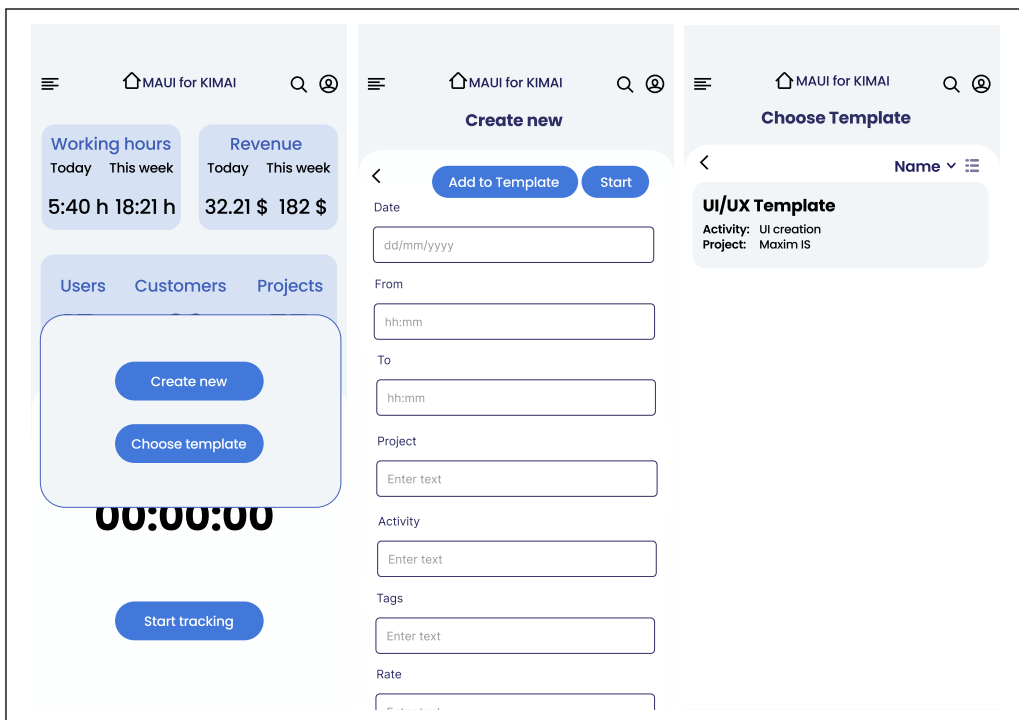 MAUI for KIMAI
Working hours
Today This week
5:40 h 18:21 h
Revenue
Today This week
32.21 $ 182 $
Users Customers Projects
Create new
Choose template
00:00:00
Start tracking
MAUI for KIMAI
Create new
Add to Template Start
Date
dd/mm/yyyy
From
hh:mm
To
hh:mm
Project
Enter text
Activity
Enter text
Tags
Enter text
Rate
MAUI for KIMAI
Choose Template
Name
UI/UX Template
Activity: UI creation
Project: Maxim IS